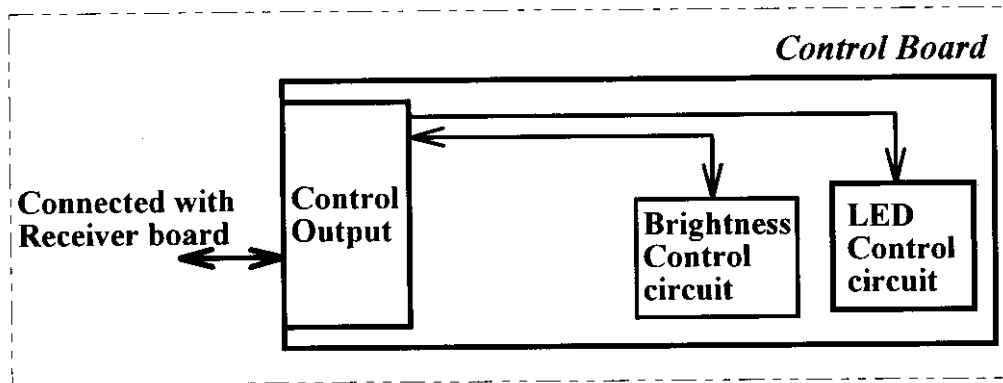 Control Board
Connected with
Receiver board
Control
Output
Brightness
Control
circuit
LED
Control
circuit